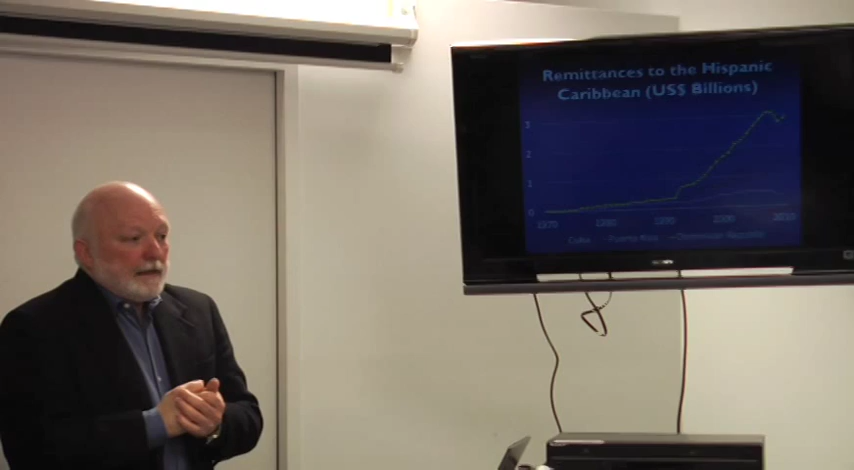 Remittances to the Hispanic
Caribbean (US$ Billions)
3
2
1
0
1970 1980 1990 2000 2010
Cuba Puerto Rico Dominican Republic